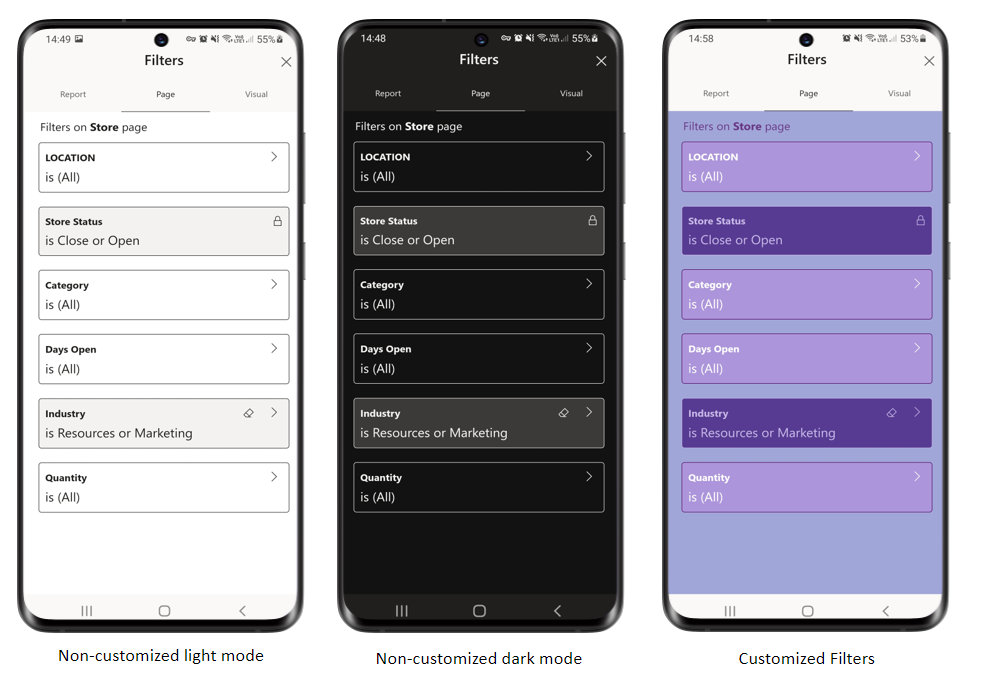 14:49
55%
Filters
Report Page Visual
Filters on Store page
LOCATION
is (All)
Store Status
is Close or Open
Category
is (All)
Days Open
is (All)
Industry
is Resources or Marketing
Quantity
is (All)
Non-customized light mode
14:48
55%
Filters
Report Page Visual
Filters on Store page
LOCATION
is (All)
Store Status
is Close or Open
Category
is (All)
Days Open
is (All)
Industry
is Resources or Marketing
Quantity
is (All)
Non-customized dark mode
14:58
53%
Filters
Report Page Visual
Filters on Store page
LOCATION
is (All)
Store Status
is Close or Open
Category
is (All)
Days Open
is (All)
Industry
is Resources or Marketing
Quantity
is (All)
Customized Filters